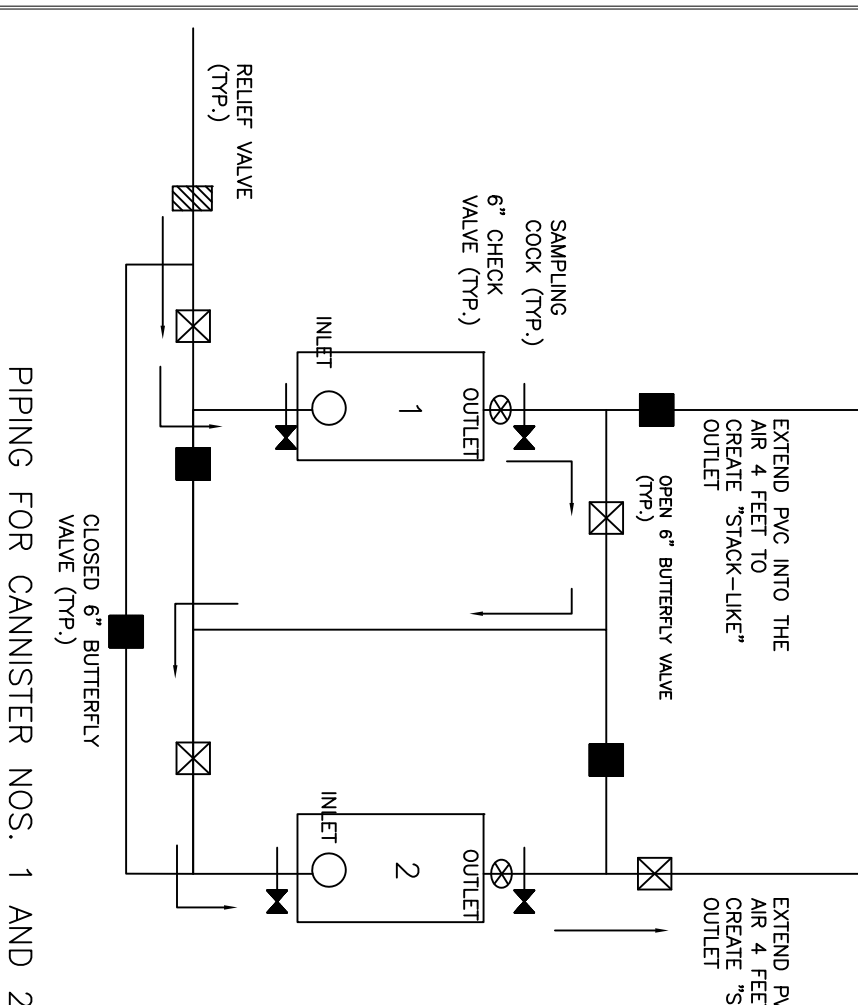 RELIEF VALVE
(TYP.)
SAMPLING
COCK (TYP.)
6" CHECK
VALVE (TYP.)
INLET
1
OUTLET
EXTEND PVC INTO THE
AIR 4 FEET TO
CREATE "STACK-LIKE"
OUTLET
OPEN 6" BUTTERFLY VALVE
(TYP.)
CLOSED 6" BUTTERFLY
VALVE (TYP.)
INLET
2
OUTLET
EXTEND
AIR 4 FEET
CREATE
OUTLET
PIPING FOR CANNISTER NOS. 1 AND 2